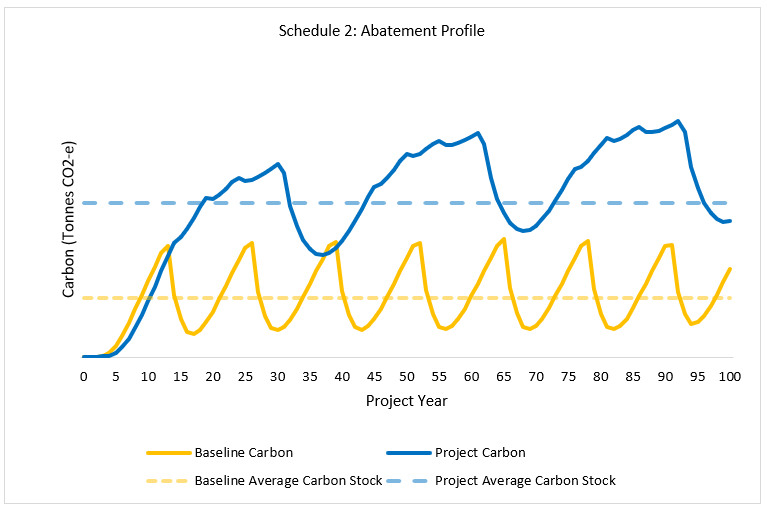 Schedule 2: Abatement Profile
Carbon (Tonnes CO2-e)
0 5 10 15 20 25 30 35 40 45 50 55 60 65 70 75 80 85 90 95 100
Project Year
Baseline Carbon Project Carbon
Baseline Average Carbon Stock Project Average Carbon Stock